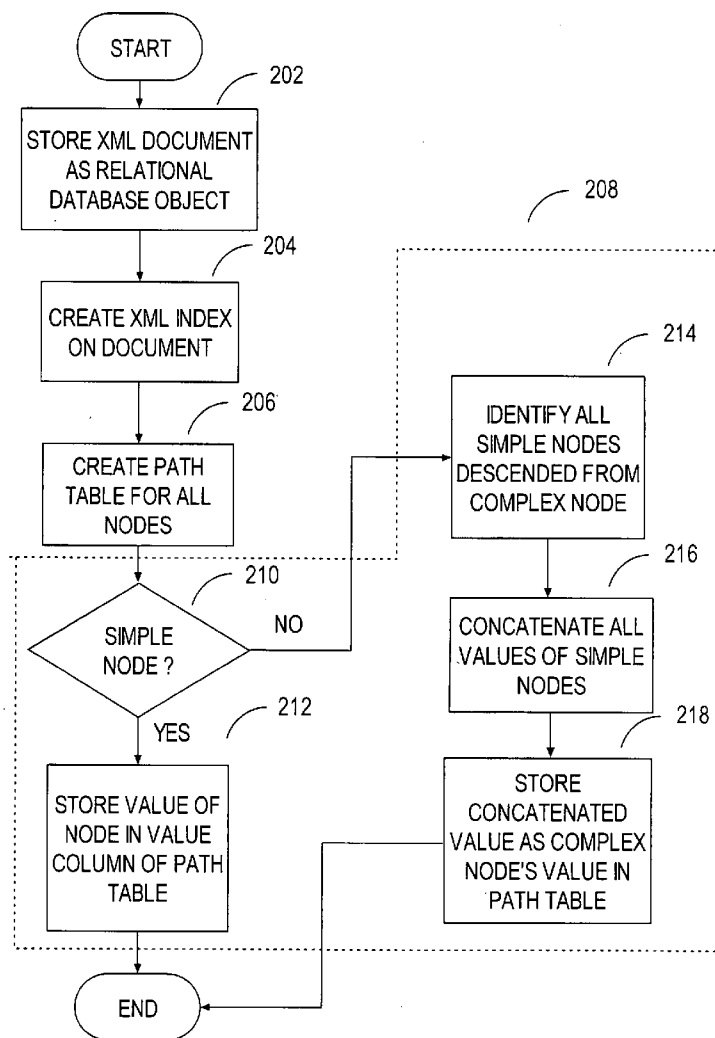 START
202
STORE XML DOCUMENT
AS RELATIONAL
DATABASE OBJECT
208
204
CREATE XML INDEX
ON DOCUMENT
214
IDENTIFY ALL
SIMPLE NODES
DESCENDED FROM
COMPLEX NODE
206
CREATE PATH
TABLE FOR ALL
NODES
210
SIMPLE
NODE ?
NO
YES
216
CONCATENATE ALL
VALUES OF SIMPLE
NODES
212
STORE VALUE OF
NODE IN VALUE
COLUMN OF PATH
TABLE
218
STORE
CONCATENATED
VALUE AS COMPLEX
NODE'S VALUE IN
PATH TABLE
END